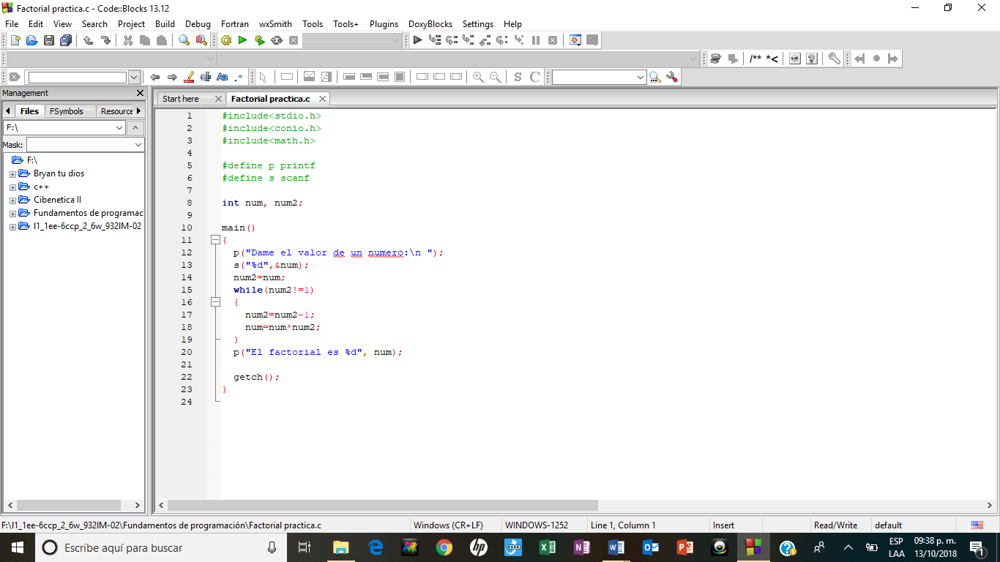 Factorial practica.c - Code::Blocks 13.12
File Edit View Search Project Build Debug Fortran wxSmith Tools Tools+ Plugins DoxyBlocks Settings Help
/** *<
Aa .*
S C
Management
Files FSymbols Resource
F:\
Mask:
F:\
Bryan tu dios
c++
Cibenetica II
Fundamentos de programac
I1_1ee-6ccp_2_6w_932IM-02
Start here Factorial practica.c
1 #include<stdio.h>
2 #include<conio.h>
3 #include<math.h>
4
5 #define p printf
6 #define s scanf
7
8 int num, num2;
9
10 main()
11 {
12 p("Dame el valor de un numero:\n ");
13 s("%d",&num);
14 num2=num;
15 while(num2!=1)
16 {
17 num2=num2-1;
18 num=num*num2;
19 }
20 p("El factorial es %d", num);
21
22 getch();
23 }
24
F:\I1_1ee-6ccp_2_6w_932IM-02\Fundamentos de programación\Factorial practica.c Windows (CR+LF) WINDOWS-1252 Line 1, Column 1 Insert Read/Write default
Escribe aquí para buscar
ESP 09:38 p. m.
LAA 13/10/2018
1